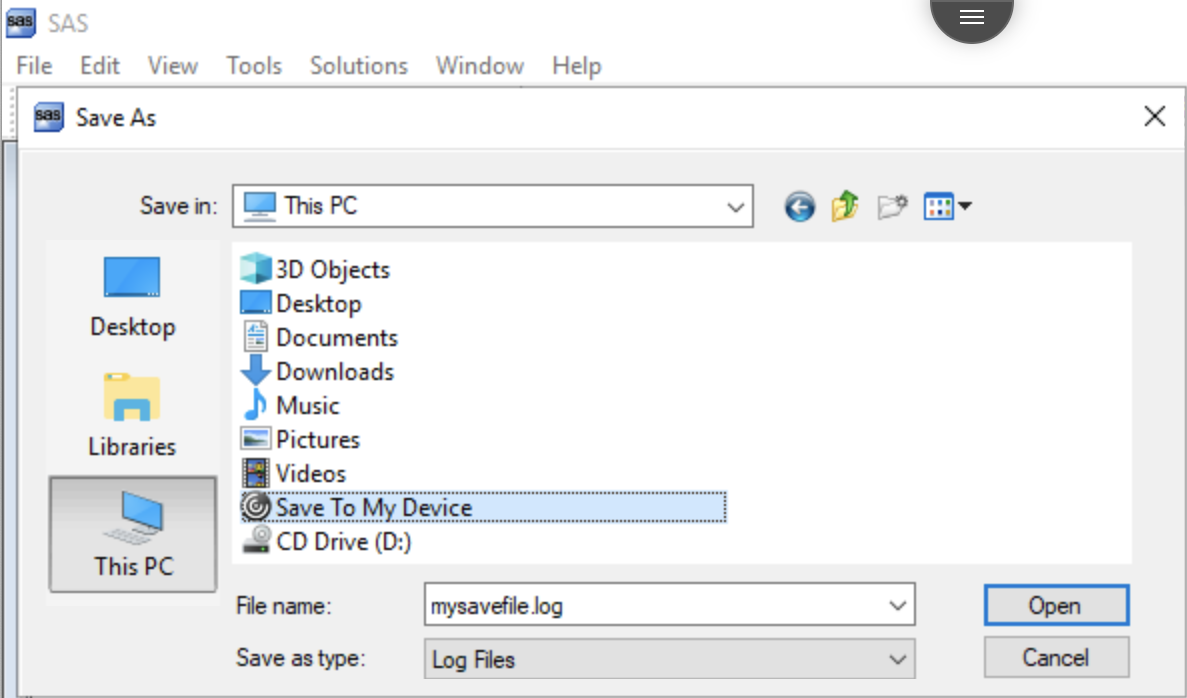 sas SAS
File Edit View Tools Solutions Window Help
sas Save As
Save in: This PC
3D Objects
Desktop
Documents
Downloads
Music
Pictures
Videos
Save To My Device
CD Drive (D:)
Desktop
Libraries
This PC
File name: mysavefile.log Open
Save as type: Log Files Cancel